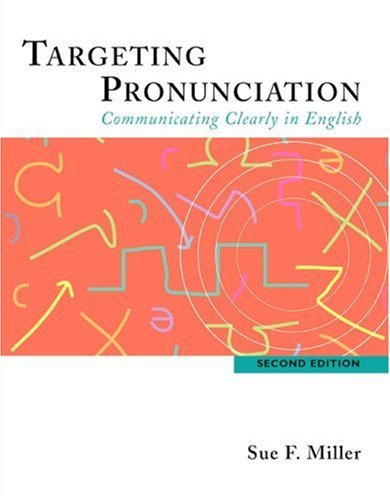 TARGETING
PRONUNCIATION
Communicating Clearly in English
SECOND EDITION
Sue F. Miller